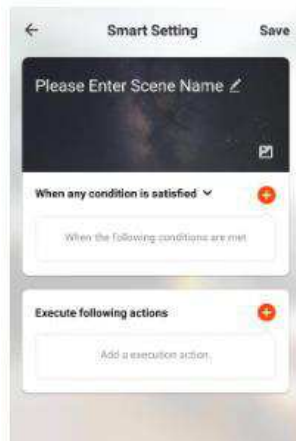 Smart Setting Save
Please Enter Scene Name
When any condition is satisfied
When the following conditions are met
Execute following actions
Add a execution action.